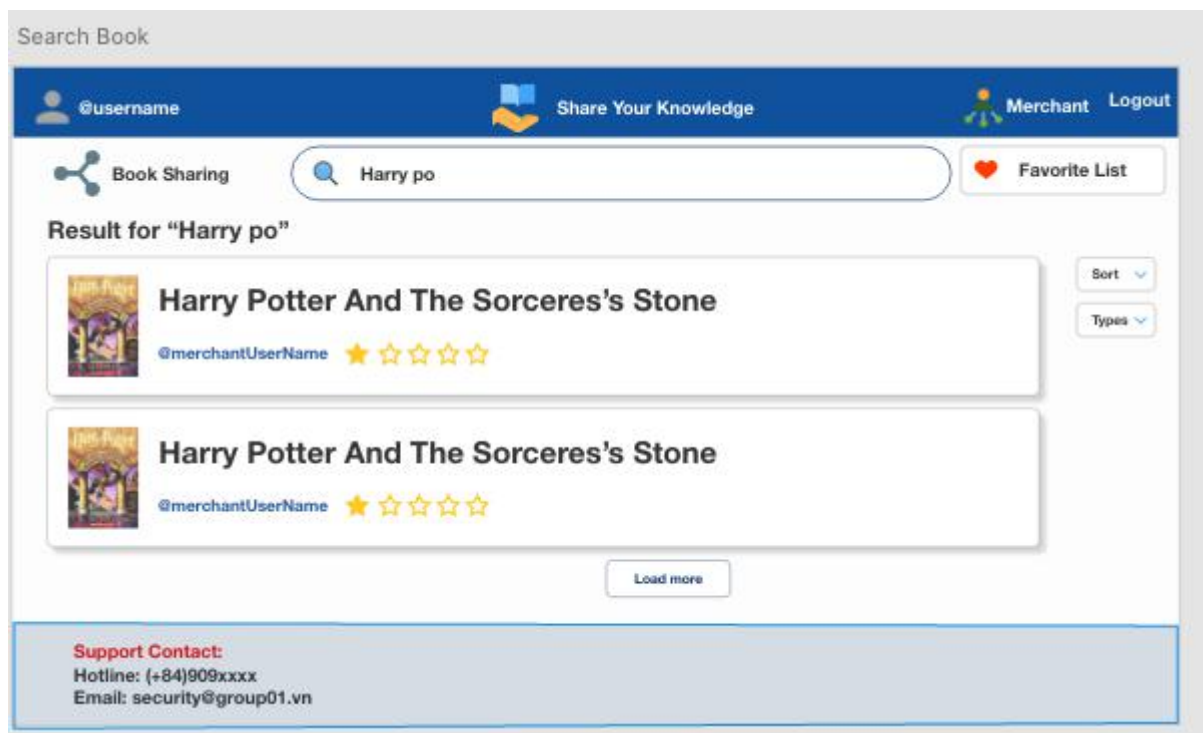 Search Book
@username
Share Your Knowledge
Merchant
Logout
Book Sharing
Harry po
Favorite List
Result for “Harry po”
Harry Potter And The Sorceres’s Stone
@merchantUserName
Sort
Types
Harry Potter And The Sorceres’s Stone
@merchantUserName
Load more
Support Contact:
Hotline: (+84)909xxxx
Email: security@group01.vn